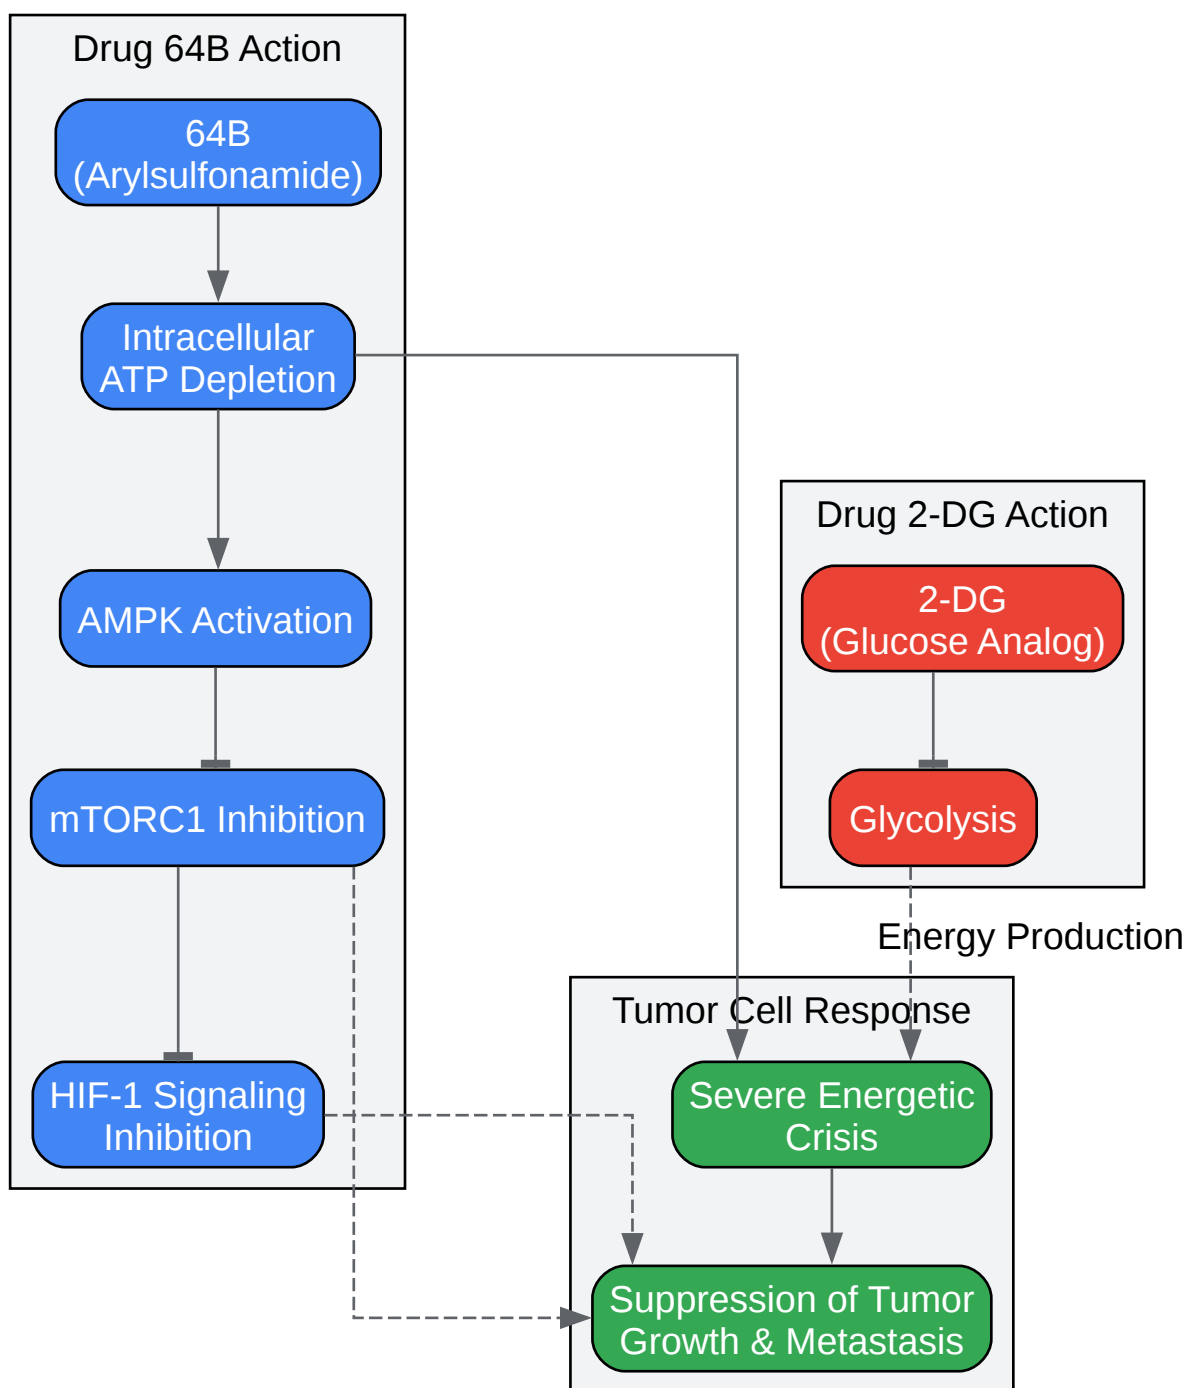 Drug 64B Action
64B
(Arylsulfonamide)
Intracellular
ATP Depletion
AMPK Activation
mTORC1 Inhibition
HIF-1 Signaling
Inhibition
Drug 2-DG Action
2-DG
(Glucose Analog)
Glycolysis
Energy Production
Tumor Cell Response
Severe Energetic
Crisis
Suppression of Tumor
Growth & Metastasis